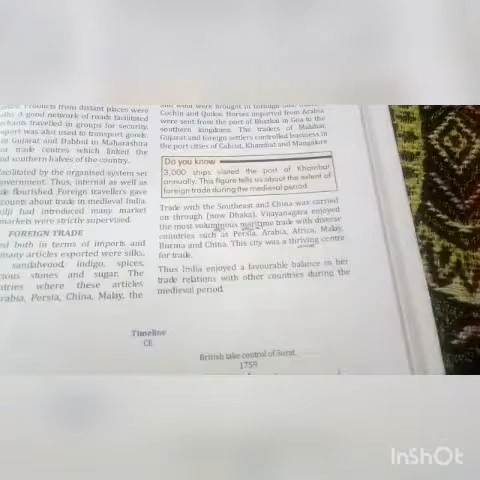 Products from distant places were
A good network of roads facilitated
travelled in groups for security.
was also used to transport goods.
in Gujarat and Dabhol in Maharashtra
trade centres which linked the
southern halves of the country.
facilitated by the organised system set
government. Thus, internal as well as
flourished. Foreign travellers gave
accounts about trade in medieval India.
had introduced many market
markets were strictly supervised.
FOREIGN TRADE
both in terms of imports and
many articles exported were silks,
sandalwood, indigo, spices,
stones and sugar. The
where these articles
Persia, China, Malay, the
were brought in through
Cochin and Quilon. Horses imported from Arabia
were sent from the port of Bhatkal in Goa to the
southern kingdoms. The traders of Malabar,
Gujarat and foreign settlers controlled business in
the port cities of Calicut, Khambat and Mangalore
Do you know
3,000 ships visited the port of Khambat
annually. This figure tells us about the extent of
foreign trade during the medieval period
Trade with the Southeast and China was carried
on through (now Dhaka). Vijayanagara enjoyed
the most voluminous maritime trade with diverse
countries such as Persia, Arabia, Africa, Malay,
Burma and China. This city was a thriving centre
for trade.
Thus India enjoyed a favourable balance in her
trade relations with other countries during the
medieval period.
Timeline
CE
British take control of Surat.
1759
InShOt